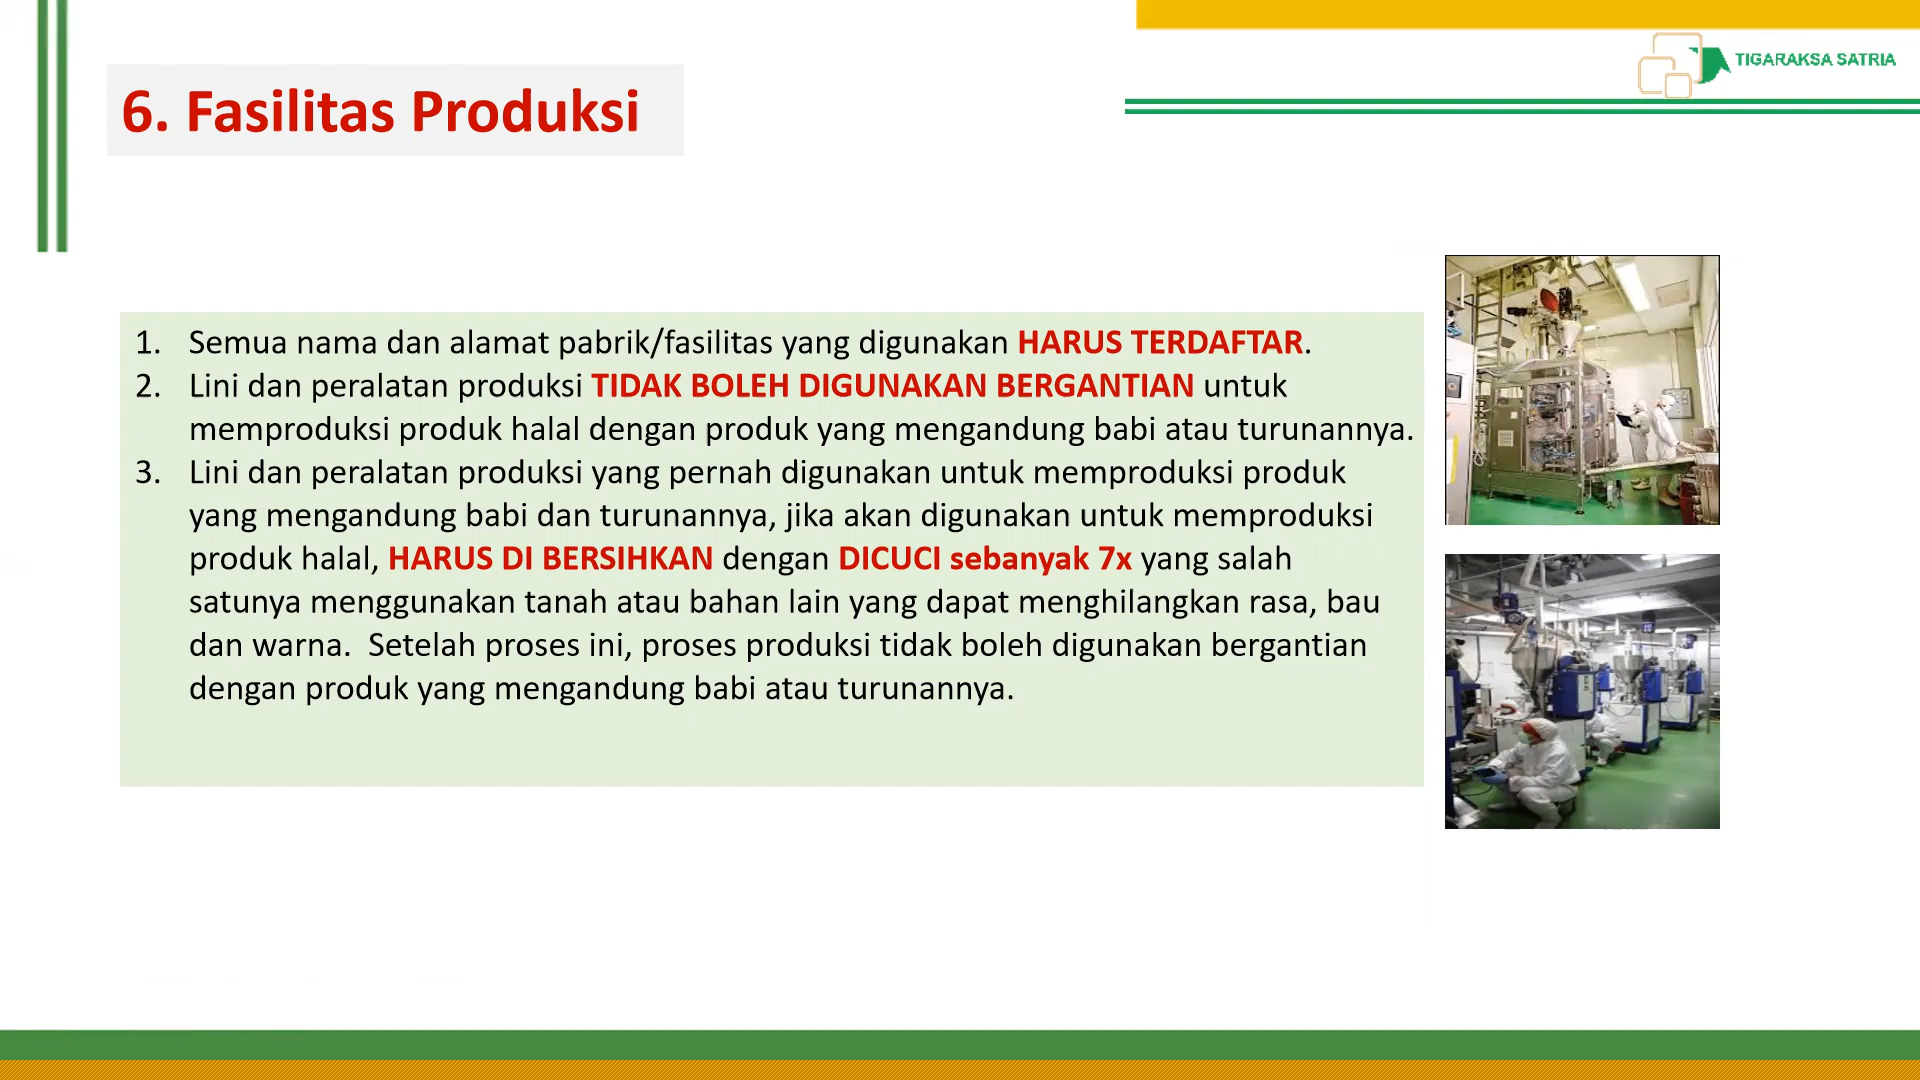 TIGARAKSA SATRIA
6. Fasilitas Produksi
1. Semua nama dan alamat pabrik/fasilitas yang digunakan HARUS TERDAFTAR.
2. Lini dan peralatan produksi TIDAK BOLEH DIGUNAKAN BERGANTIAN untuk
memproduksi produk halal dengan produk yang mengandung babi atau turunannya.
3. Lini dan peralatan produksi yang pernah digunakan untuk memproduksi produk
yang mengandung babi dan turunannya, jika akan digunakan untuk memproduksi
produk halal, HARUS DI BERSIHKAN dengan DICUCI sebanyak 7x yang salah
satunya menggunakan tanah atau bahan lain yang dapat menghilangkan rasa, bau
dan warna.  Setelah proses ini, proses produksi tidak boleh digunakan bergantian
dengan produk yang mengandung babi atau turunannya.